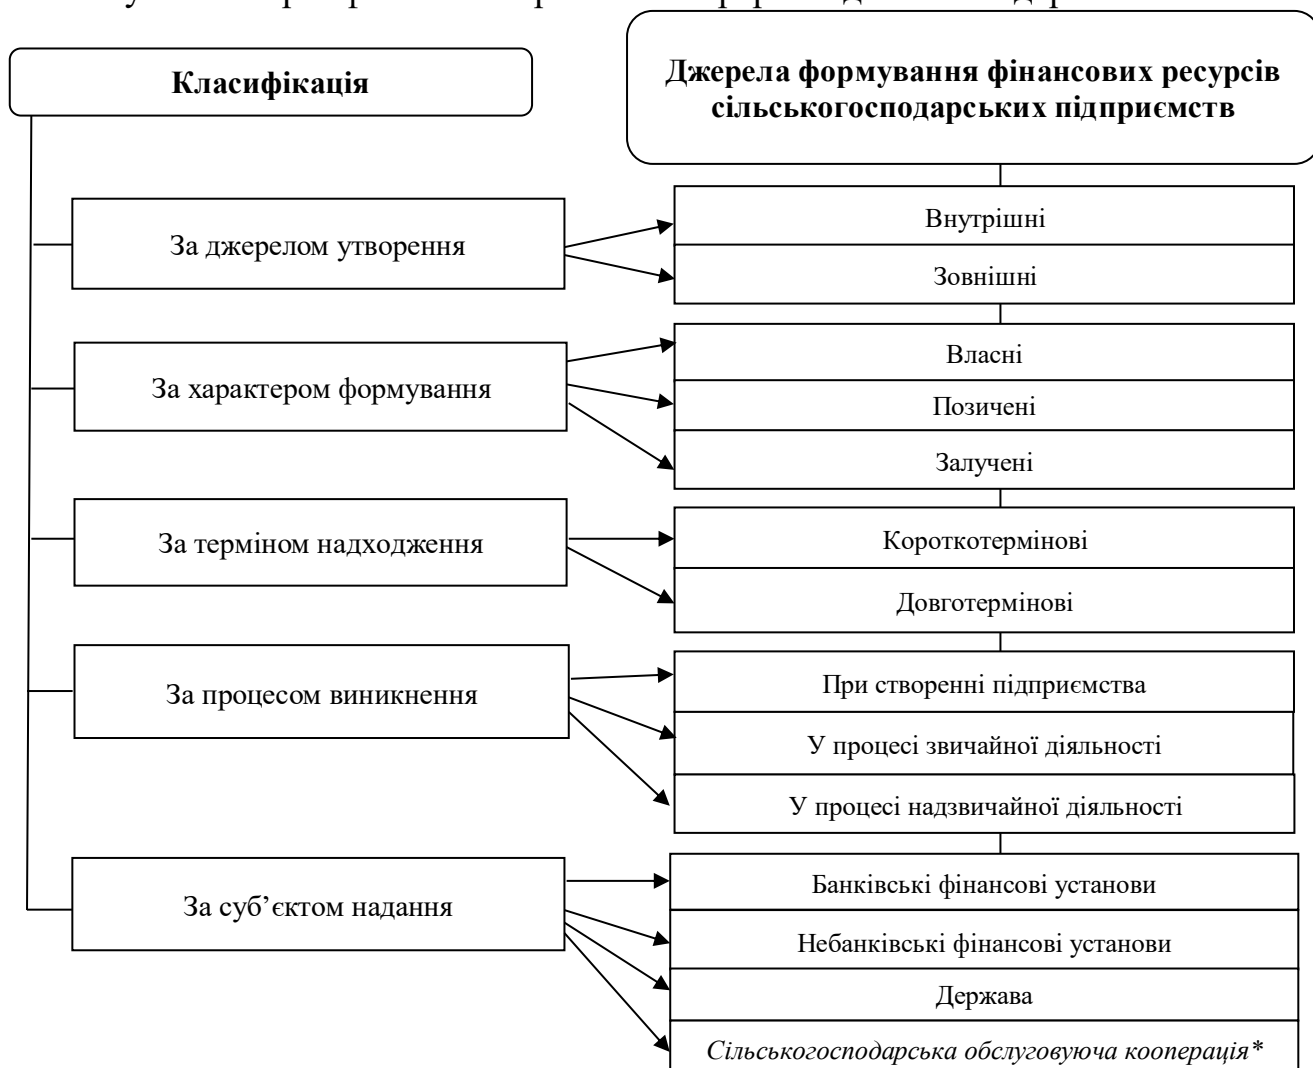 Класифікація
Джерела формування фінансових ресурсів
сільськогосподарських підприємств
За джерелом утворення
Внутрішні
Зовнішні
За характером формування
Власні
Позичені
Залучені
За терміном надходження
Короткотермінові
Довготермінові
За процесом виникнення
При створенні підприємства
У процесі звичайної діяльності
У процесі надзвичайної діяльності
За суб’єктом надання
Банківські фінансові установи
Небанківські фінансові установи
Держава
Сільськогосподарська обслуговуюча кооперація*